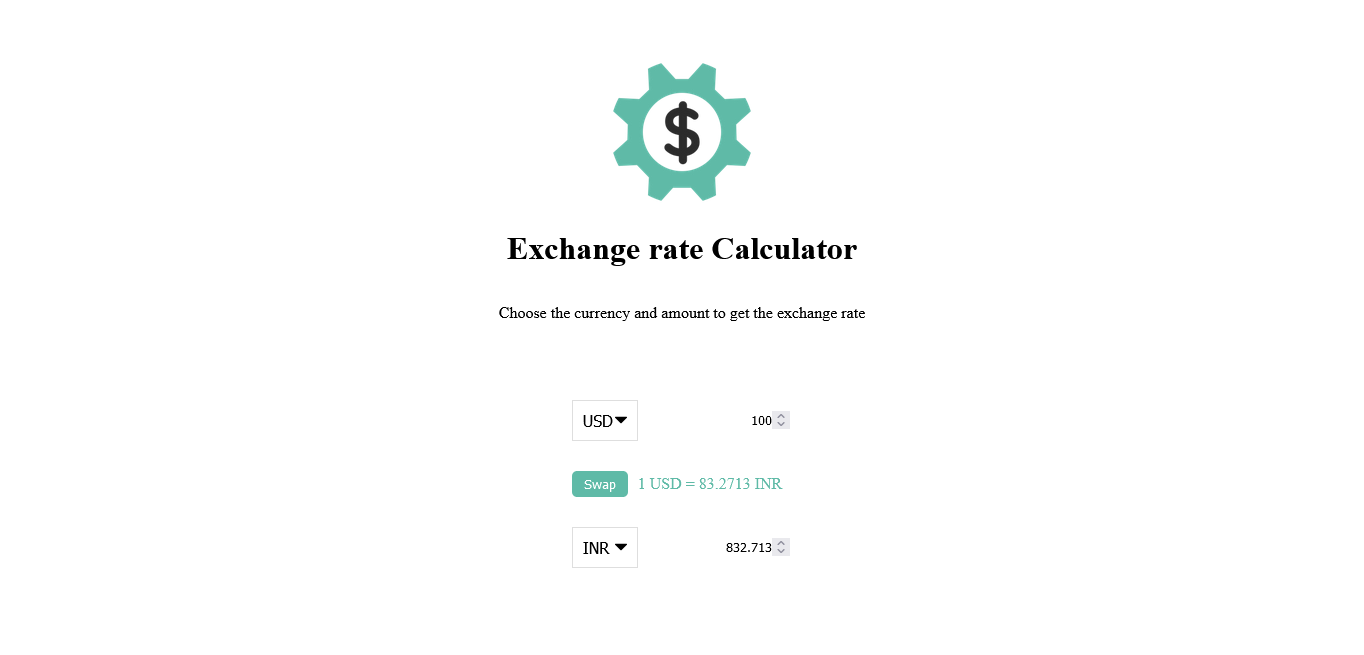 $
Exchange rate Calculator
Choose the currency and amount to get the exchange rate
USD 100
Swap 1 USD = 83.2713 INR
INR 832.713